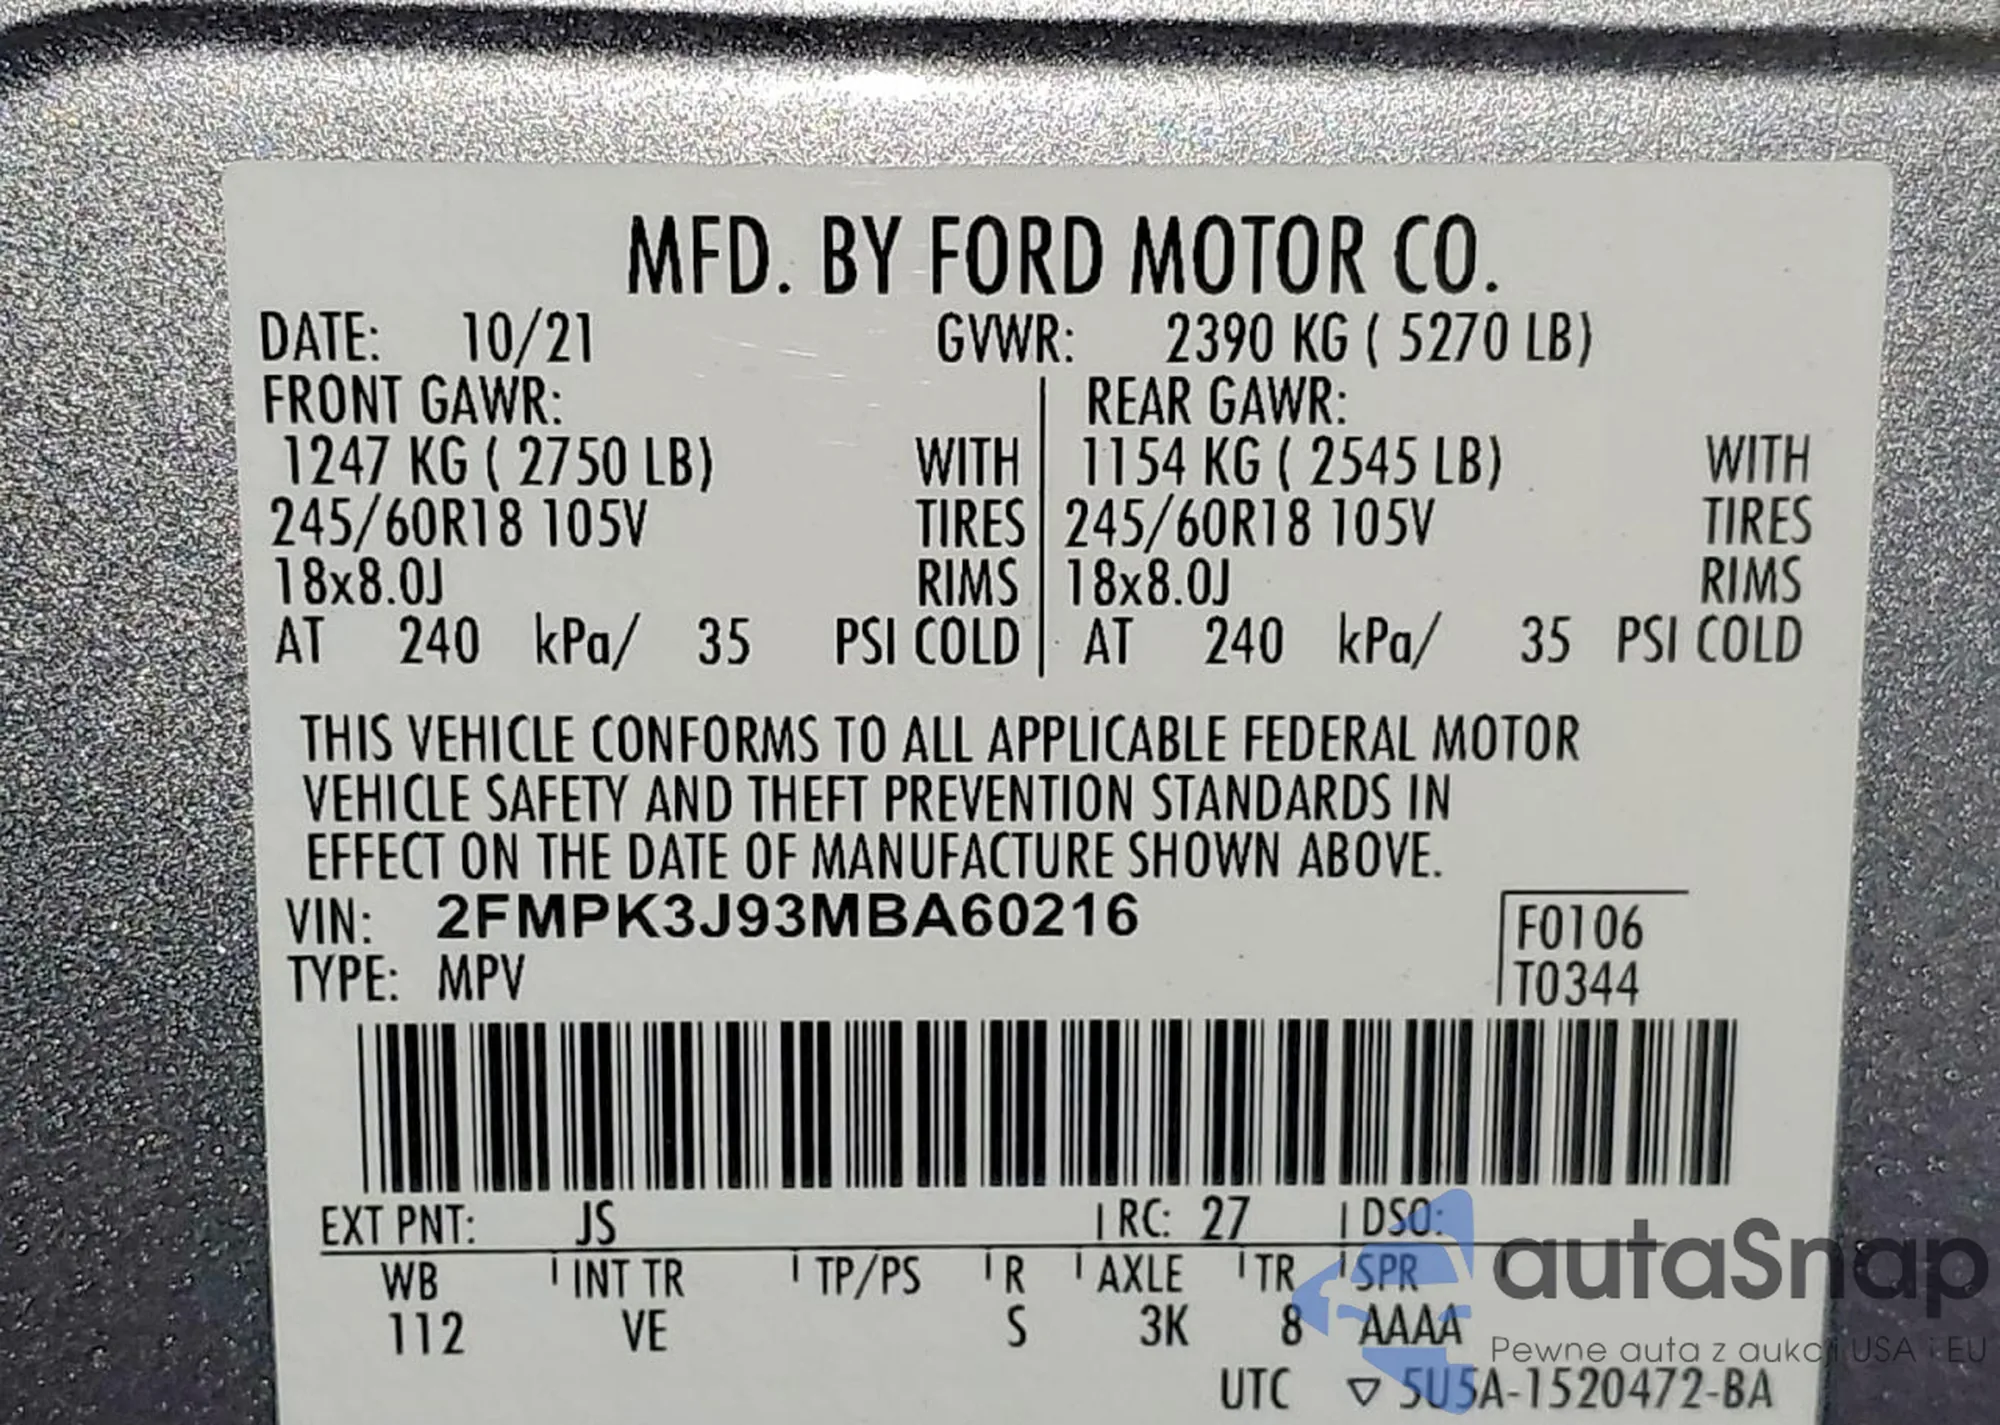 MFD. BY FORD MOTOR CO.
DATE: 10/21 GVWR: 2390 KG ( 5270 LB)
FRONT GAWR: REAR GAWR:
1247 KG ( 2750 LB) WITH 1154 KG ( 2545 LB) WITH
245/60R18 105V TIRES 245/60R18 105V TIRES
18x8.0J RIMS 18x8.0J RIMS
AT 240 kPa/ 35 PSI COLD AT 240 kPa/ 35 PSI COLD
THIS VEHICLE CONFORMS TO ALL APPLICABLE FEDERAL MOTOR
VEHICLE SAFETY AND THEFT PREVENTION STANDARDS IN
EFFECT ON THE DATE OF MANUFACTURE SHOWN ABOVE.
VIN: 2FMPK3J93MBA60216 F0106
TYPE: MPV T0344
EXT PNT: JS RC: 27 DSO:
WB INT TR TP/PS R AXLE TR SPR
112 VE S 3K 8 AAAA
UTC ▽ 5U5A-1520472-BA
autaSnap
Pewne auta z aukcji USA i EU